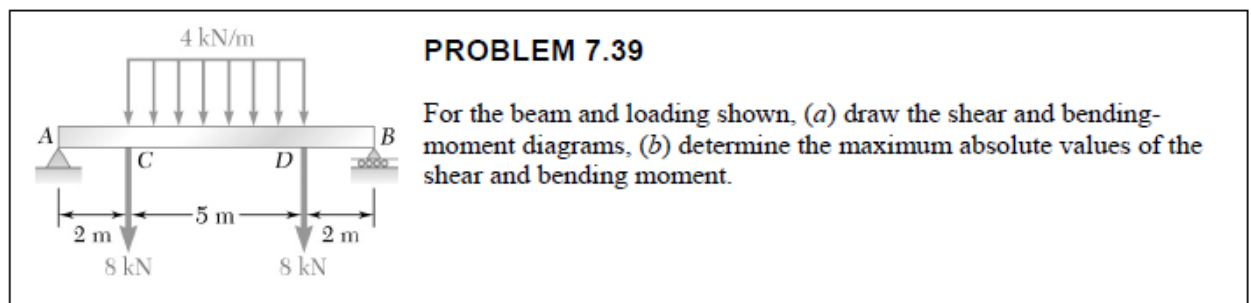 4 kN/m
PROBLEM 7.39
For the beam and loading shown, (a) draw the shear and bending-
moment diagrams, (b) determine the maximum absolute values of the
shear and bending moment.
A
B
C
D
5 m
2 m
2 m
8 kN
8 kN